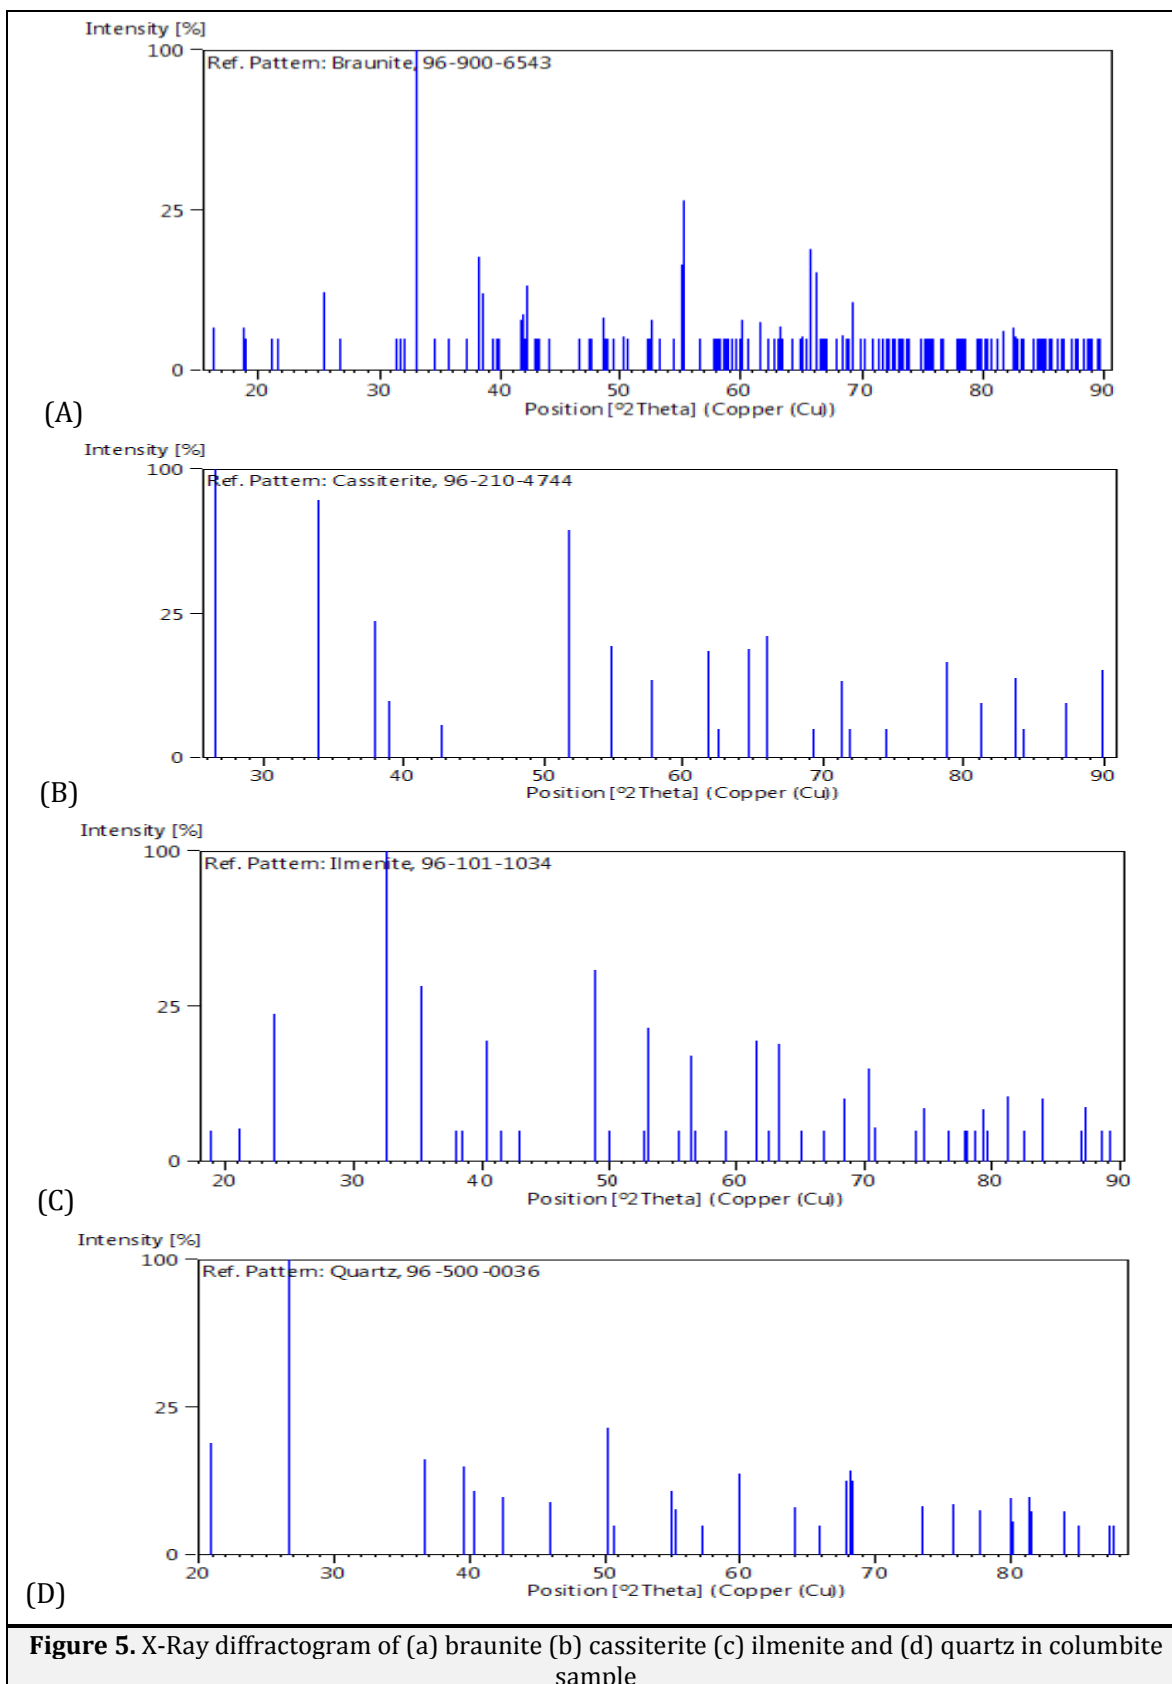 Intensity [%]
100
Ref. Pattern: Braunite, 96-900-6543
25
0
20 30 40 50 60 70 80 90
Position [°2Theta] (Copper (Cu))
(A)
Intensity [%]
100
Ref. Pattern: Cassiterite, 96-210-4744
25
0
30 40 50 60 70 80 90
Position [°2Theta] (Copper (Cu))
(B)
Intensity [%]
100
Ref. Pattern: Ilmenite, 96-101-1034
25
0
20 30 40 50 60 70 80 90
Position [°2Theta] (Copper (Cu))
(C)
Intensity [%]
100
Ref. Pattern: Quartz, 96-500-0036
25
0
20 30 40 50 60 70 80
Position [°2Theta] (Copper (Cu))
(D)
Figure 5. X-Ray diffractogram of (a) braunite (b) cassiterite (c) ilmenite and (d) quartz in columbite
sample